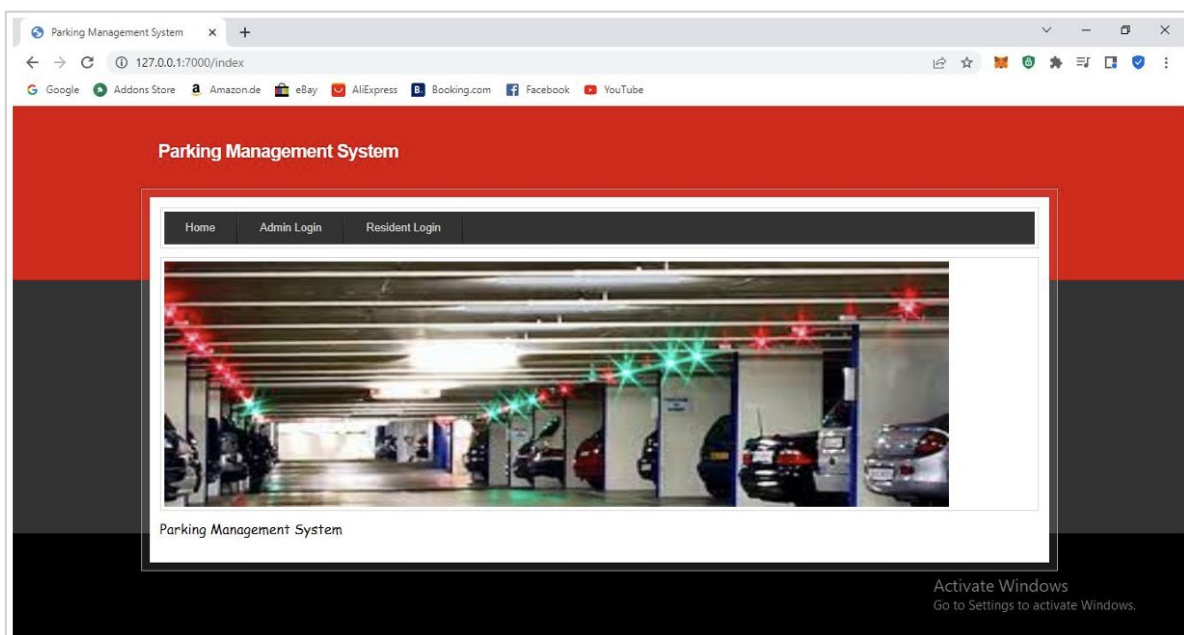 Parking Management System
127.0.0.1:7000/index
Google Addons Store Amazon.de eBay AliExpress Booking.com Facebook YouTube
Parking Management System
Home Admin Login Resident Login
Parking Management System
Activate Windows
Go to Settings to activate Windows.